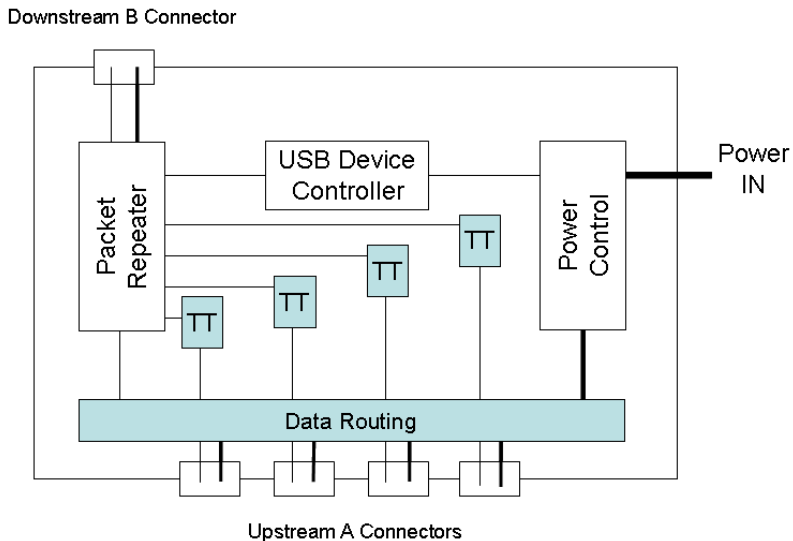 Downstream B Connector
USB Device
Controller
Power
IN
Packet
Repeater
Power
Control
TT
TT
TT
TT
Data Routing
Upstream A Connectors